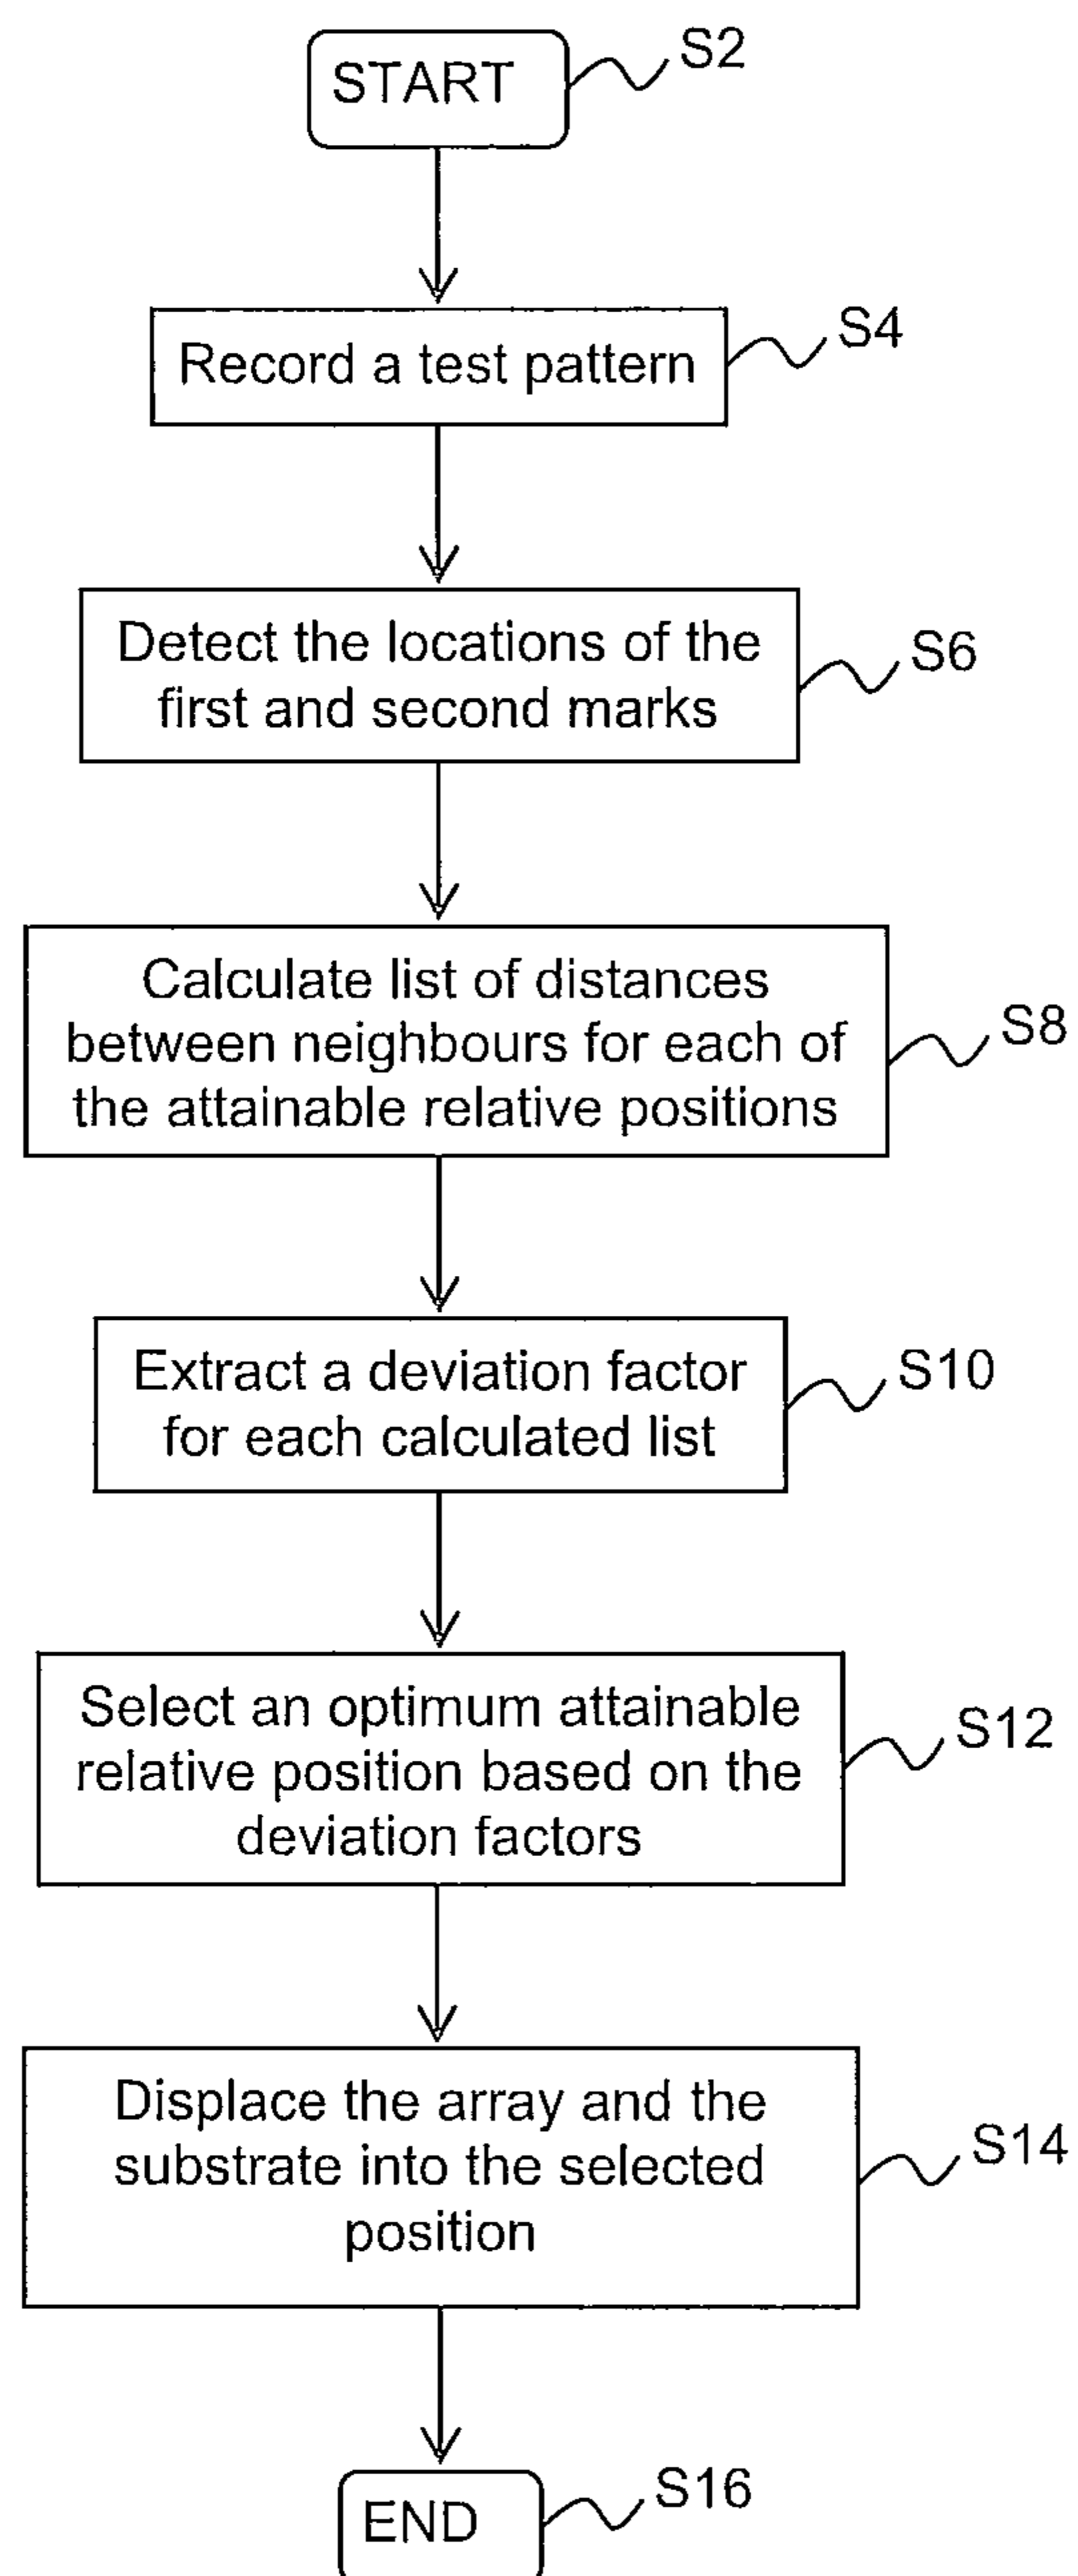 START
S2
Record a test pattern
S4
Detect the locations of the
first and second marks
S6
Calculate list of distances
between neighbours for each of
the attainable relative positions
S8
Extract a deviation factor
for each calculated list
S10
Select an optimum attainable
relative position based on the
deviation factors
S12
Displace the array and the
substrate into the selected
position
S14
END
S16